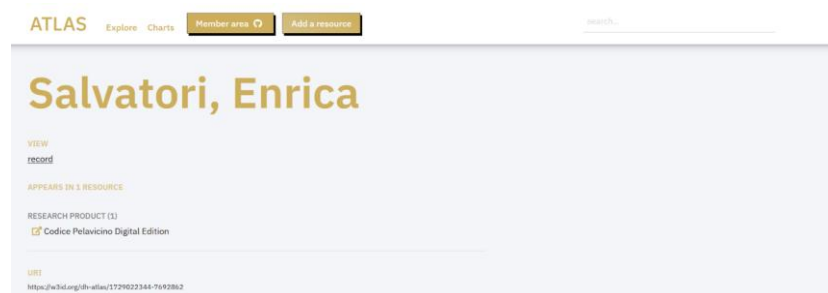 ATLAS Explore Charts Member area Add a resource search...
Salvatori, Enrica
VIEW
record
APPEARS IN 1 RESOURCE
RESEARCH PRODUCT (1)
Codice Pelavicino Digital Edition
URI
https://w3id.org/dh-atlas/1729022344-7692862